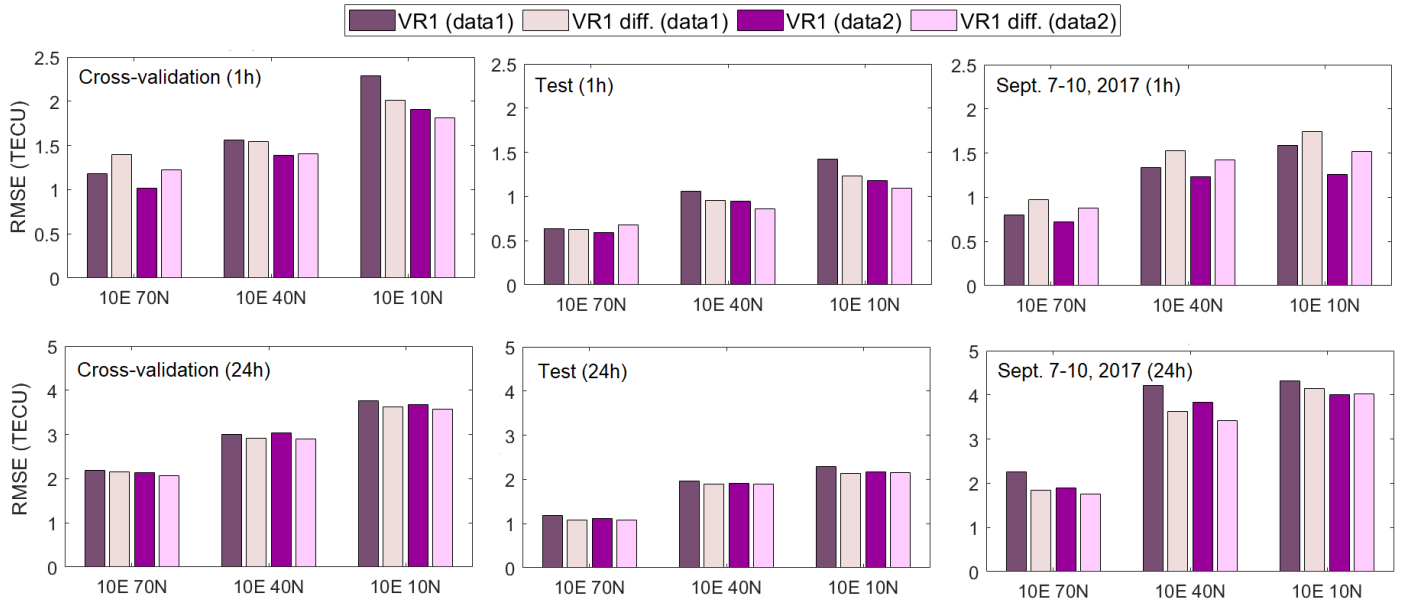 VR1 (data1) VR1 diff. (data1) VR1 (data2) VR1 diff. (data2)
Cross-validation (1h)
RMSE (TECU)
2.5
2
1.5
1
0.5
0
10E 70N 10E 40N 10E 10N
Test (1h)
2.5
2
1.5
1
0.5
0
10E 70N 10E 40N 10E 10N
Sept. 7-10, 2017 (1h)
2.5
2
1.5
1
0.5
0
10E 70N 10E 40N 10E 10N
Cross-validation (24h)
RMSE (TECU)
5
4
3
2
1
0
10E 70N 10E 40N 10E 10N
Test (24h)
5
4
3
2
1
0
10E 70N 10E 40N 10E 10N
Sept. 7-10, 2017 (24h)
5
4
3
2
1
0
10E 70N 10E 40N 10E 10N